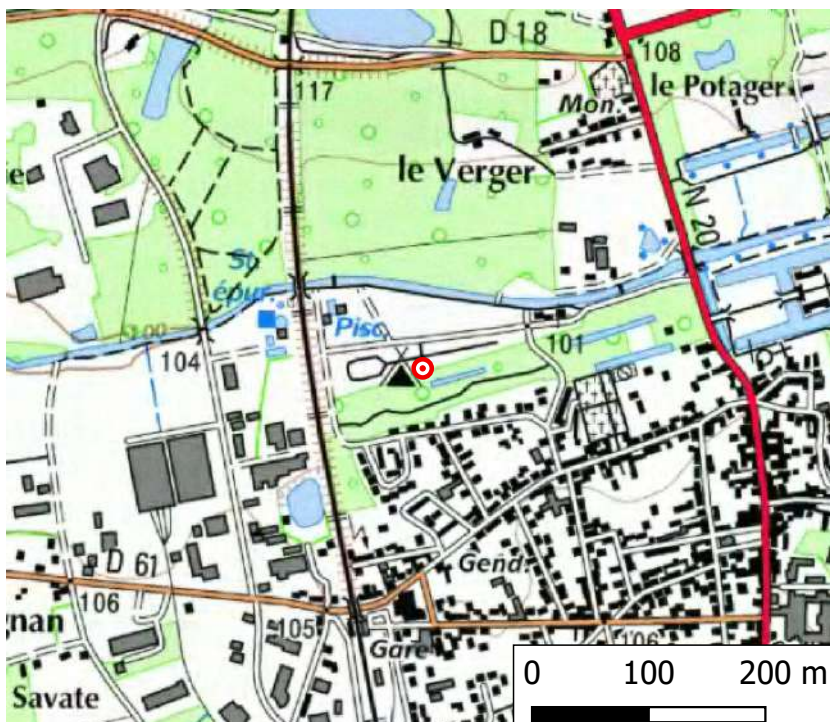 D 18
108
le Potager
117
Mon.
le Verger
N 20
St
épur.
Pisc.
101
104
D 61
Gend.
106
105
106
Gare
gnan
Savate
0 100 200 m